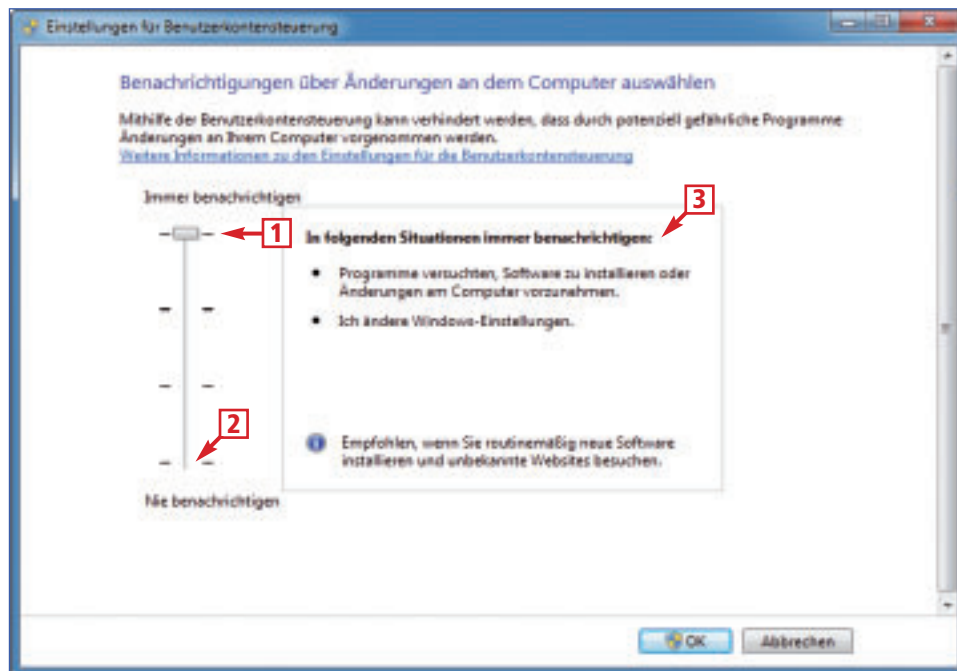 Einstellungen für Benutzerkontensteuerung
Benachrichtigungen über Änderungen an dem Computer auswählen
Mithilfe der Benutzerkontensteuerung kann verhindert werden, dass durch potenziell gefährliche Programme
Änderungen an Ihrem Computer vorgenommen werden.
Weitere Informationen zu den Einstellungen für die Benutzerkontensteuerung
Immer benachrichtigen
3
1
In folgenden Situationen immer benachrichtigen:
• Programme versuchten, Software zu installieren oder
Änderungen am Computer vorzunehmen.
• Ich ändere Windows-Einstellungen.
2
Empfohlen, wenn Sie routinemäßig neue Software
installieren und unbekannte Websites besuchen.
Nie benachrichtigen
OK
Abbrechen